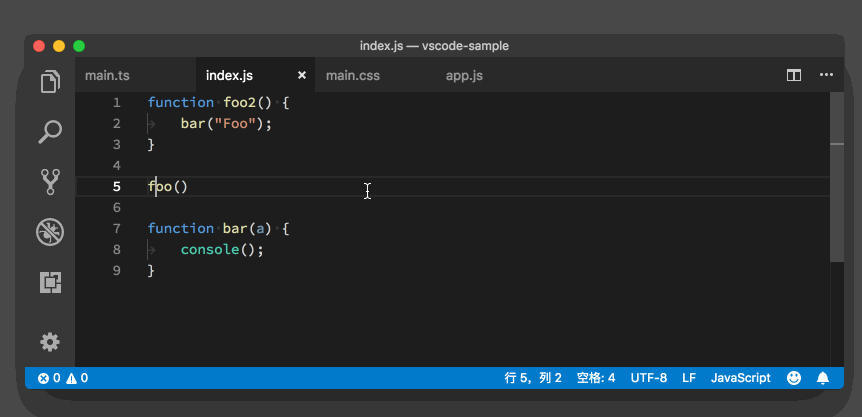 index.js — vscode-sample
main.ts index.js × main.css app.js
1 function foo2() {
2 bar("Foo");
3 }
4
5 foo()
6
7 function bar(a) {
8 console();
9 }
0 0 行 5，列 2 空格: 4 UTF-8 LF JavaScript